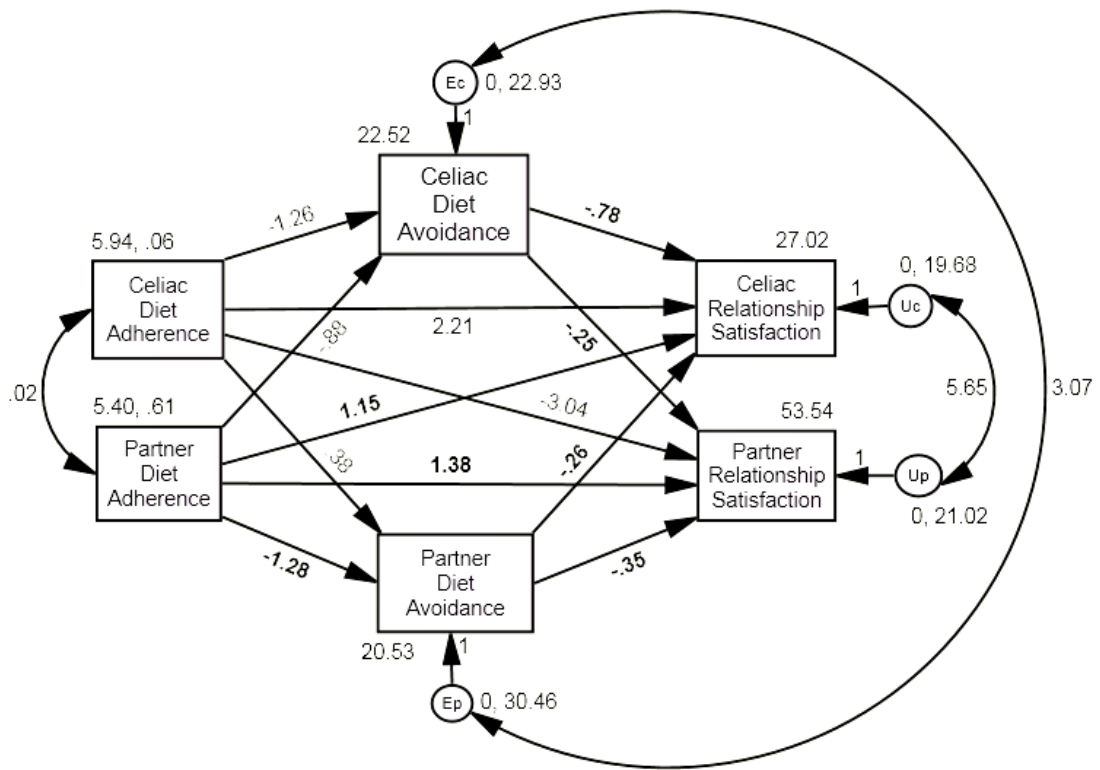 Ec
0, 22.93
1
22.52
Celiac
Diet
Avoidance
-1.26
-.78
5.94, .06
27.02
Celiac
Diet
Adherence
Celiac
Relationship
Satisfaction
0, 19.68
1
Uc
2.21
-.88
-.25
.02
5.65
3.07
5.40, .61
1.15
-3.04
53.54
Partner
Diet
Adherence
.38
1.38
-.26
Partner
Relationship
Satisfaction
1
Up
0, 21.02
-1.28
-.35
Partner
Diet
Avoidance
20.53
1
Ep
0, 30.46